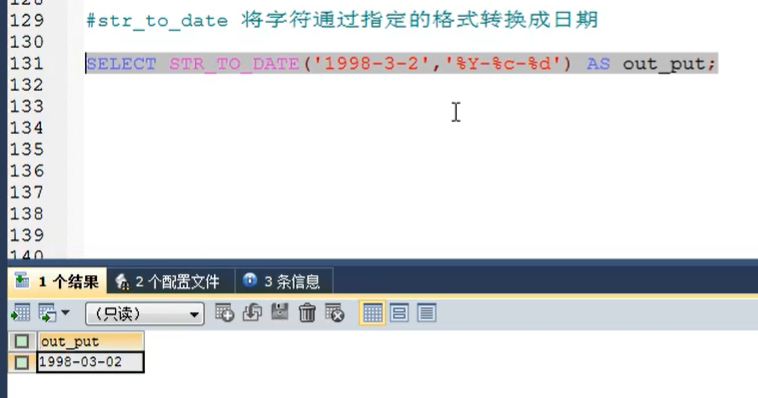 129 #str_to_date 将字符通过指定的格式转换成日期
130
131 SELECT STR_TO_DATE('1998-3-2','%Y-%c-%d') AS out_put;
132
133
134
135
136
137
138
139
140
1 个结果 2 个配置文件 3 条信息
(只读)
out_put
1998-03-02